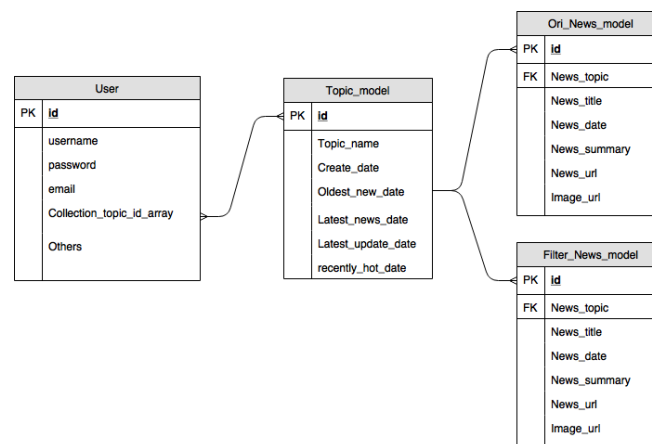 User
PK id
username
password
email
Collection_topic_id_array
Others
Topic_model
PK id
Topic_name
Create_date
Oldest_new_date
Latest_news_date
Latest_update_date
recently_hot_date
Ori_News_model
PK id
FK News_topic
News_title
News_date
News_summary
News_url
Image_url
Filter_News_model
PK id
FK News_topic
News_title
News_date
News_summary
News_url
Image_url